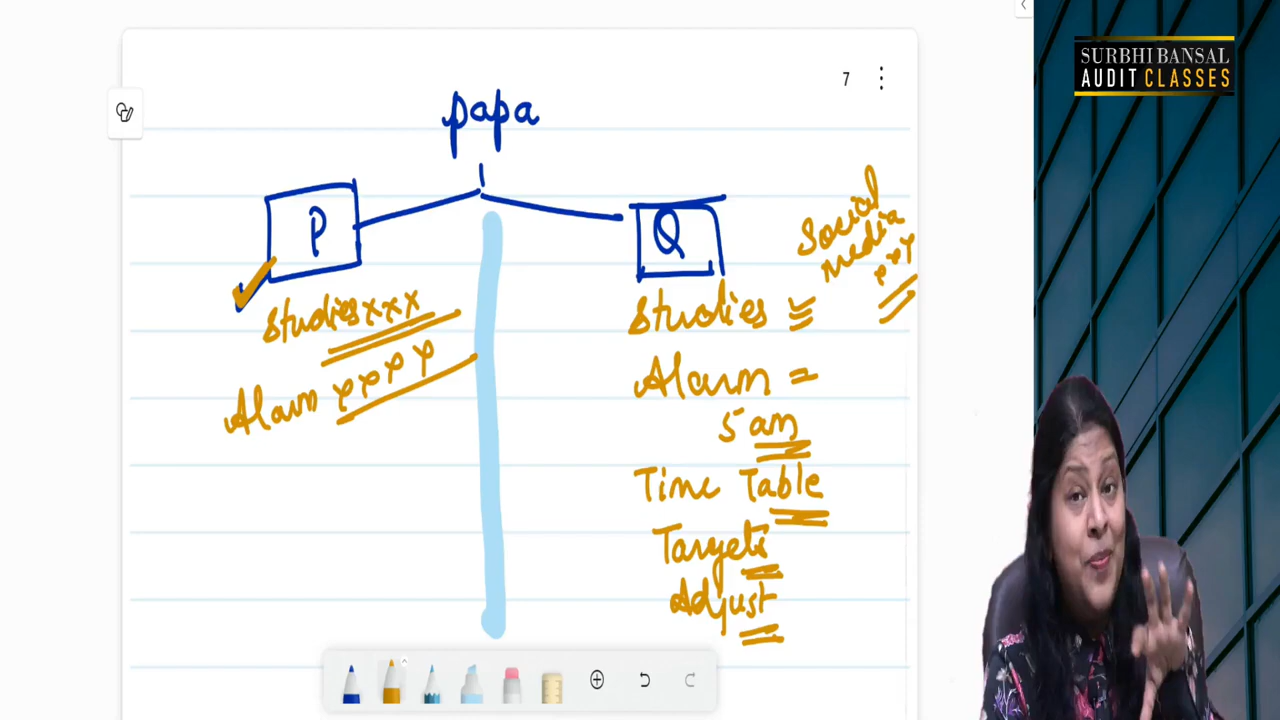 SURBHI BANSAL
AUDIT CLASSES
7
papa
P
Q
Studies xxx
Alarm
Social
media
Studies
Alarm =
5 am
Time Table
Targets
Adjust